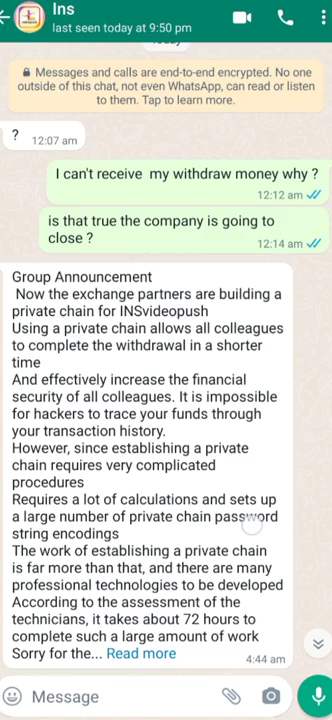 Ins
last seen today at 9:50 pm
Messages and calls are end-to-end encrypted. No one
outside of this chat, not even WhatsApp, can read or listen
to them. Tap to learn more.
?
12:07 am
I can't receive my withdraw money why ?
12:12 am
is that true the company is going to
close ?
12:14 am
Group Announcement
Now the exchange partners are building a
private chain for INSvideopush
Using a private chain allows all colleagues
to complete the withdrawal in a shorter
time
And effectively increase the financial
security of all colleagues. It is impossible
for hackers to trace your funds through
your transaction history.
However, since establishing a private
chain requires very complicated
procedures
Requires a lot of calculations and sets up
a large number of private chain password
string encodings
The work of establishing a private chain
is far more than that, and there are many
professional technologies to be developed
According to the assessment of the
technicians, it takes about 72 hours to
complete such a large amount of work
Sorry for the... Read more
4:44 am
Message